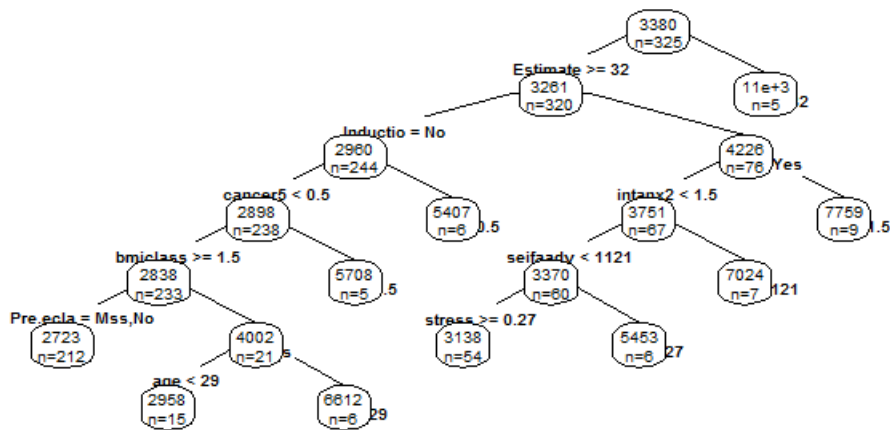 3380
n=325
Estimate >= 32
3261
n=320
11e+3
n=5 2
Inductio = No
2960
n=244
4226
n=76 Yes
cancer5 < 0.5
2898
n=238
5407
n=6 0.5
intanx2 < 1.5
3751
n=67
7759
n=9 1.5
bmiclass >= 1.5
2838
n=233
5708
n=5 .5
seifaadv < 1121
3370
n=60
7024
n=7 121
Pre.ecla = Mss,No
2723
n=212
4002
n=21 s
stress >= 0.27
3138
n=54
5453
n=6 27
age < 29
2958
n=15
6612
n=6 29